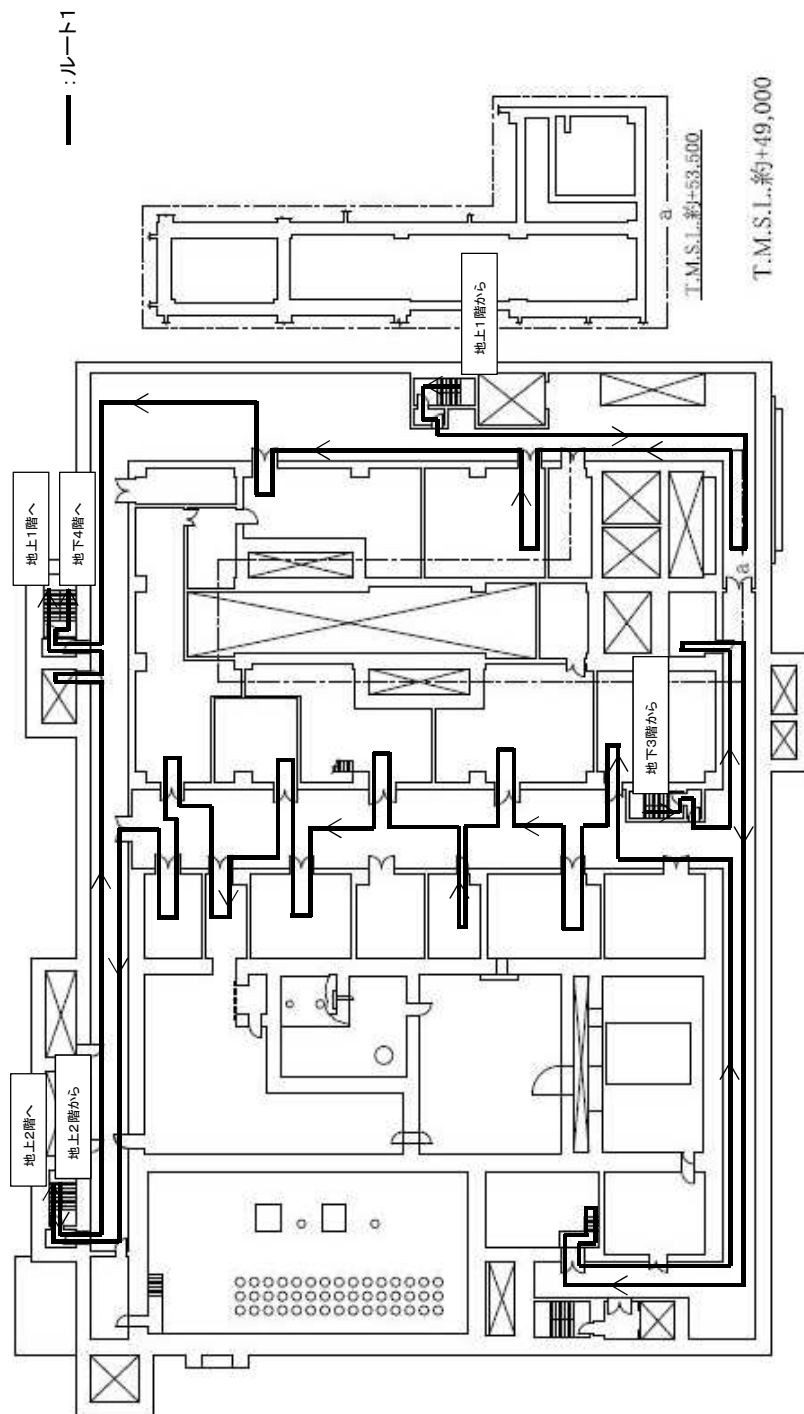 ━ :ルート1
T.M.S.L.約+53,500
a
T.M.S.L.約+49,000
地上1階から
地上1階へ
地下4階へ
a
地下3階から
地上2階へ
地上2階から